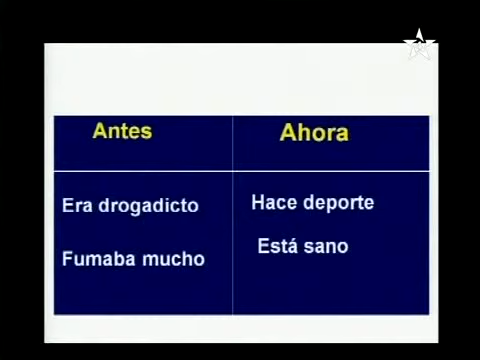 Antes
Ahora
Era drogadicto
Hace deporte
Fumaba mucho
Está sano